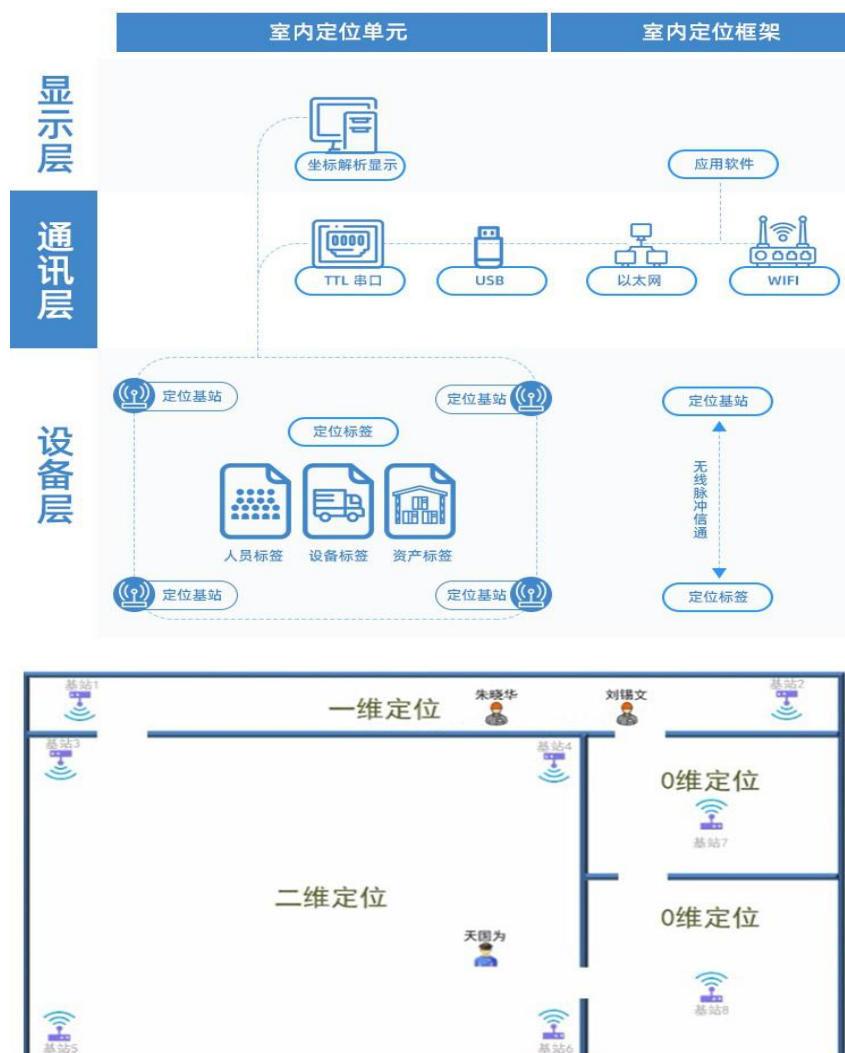 室内定位单元
室内定位框架
显示层
坐标解析显示
应用软件
通讯层
TTL 串口
USB
以太网
WIFI
设备层
定位基站
定位基站
定位基站
定位标签
无线脉冲信通
人员标签
设备标签
资产标签
定位基站
定位基站
定位标签
基站1
一维定位
朱晓华
刘锡文
基站2
基站3
基站4
0维定位
基站7
二维定位
天国为
0维定位
基站8
基站5
基站6